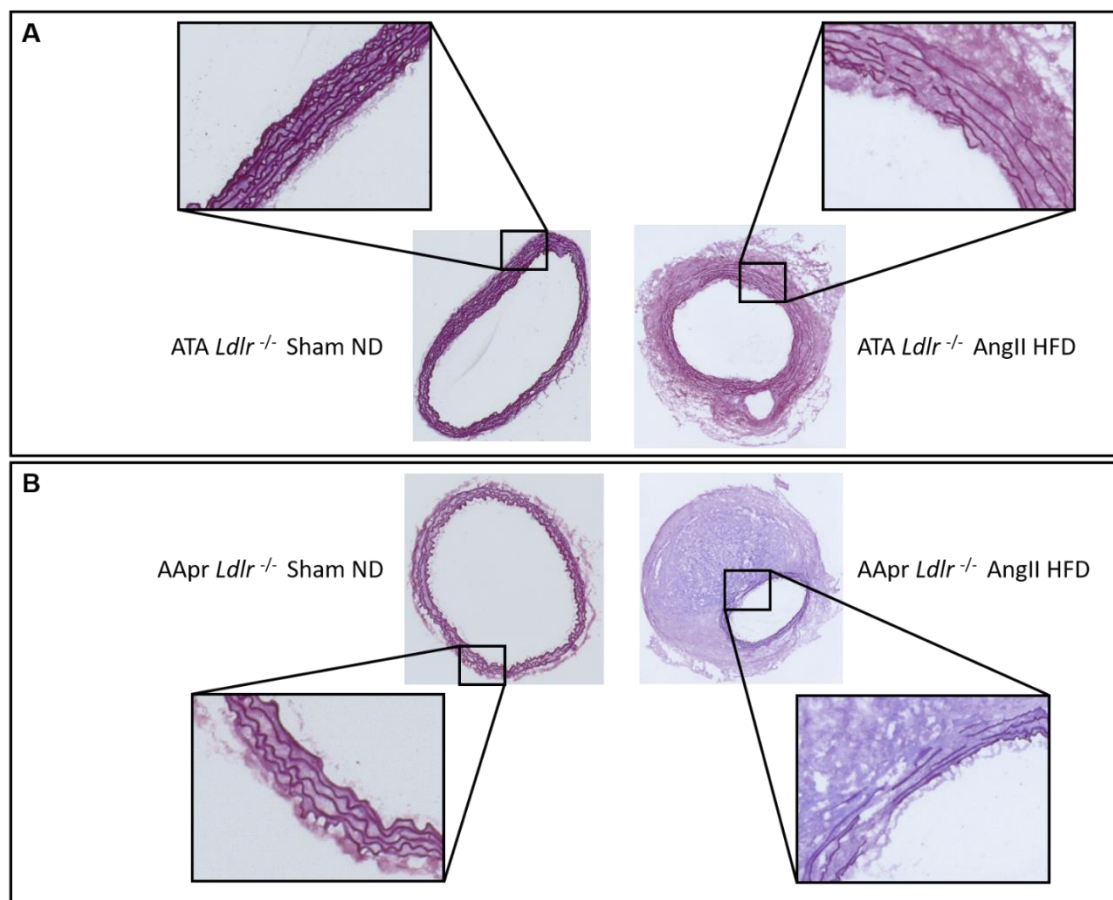 A
ATA Ldlr -/- Sham ND
ATA Ldlr -/- AngII HFD
B
AApr Ldlr -/- Sham ND
AApr Ldlr -/- AngII HFD